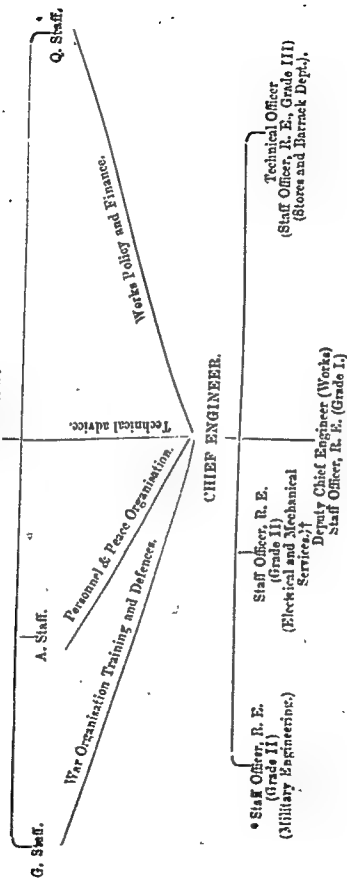 G. Staff.
A. Staff.
Q. Staff.
War Organisation Training and Defences.
Personnel & Peace Organisation.
Technical advice.
Works Policy and Finance.
CHIEF ENGINEER.
* Staff Officer, R. E.
(Grade II)
(Military Engineering.)
Staff Officer, R. E.
(Grade II)
(Electrical and Mechanical
Services.)†
Deputy Chief Engineer (Works)
Staff Officer, R. E. (Grade I.)
Technical Officer
(Staff Officer, R. E., Grade III)
(Stores and Barrack Dept.).